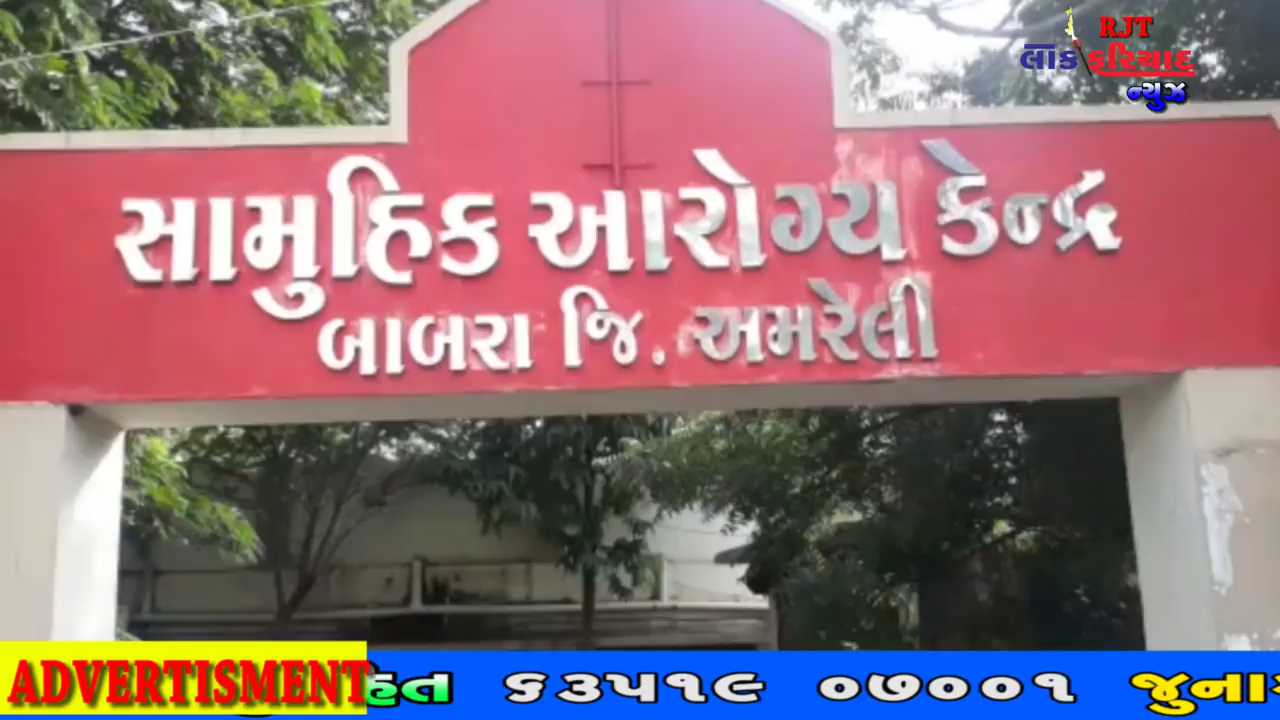 RJT
લોક ફરિયાદ
ન્યુઝ
સામુહિક આરોગ્ય કેન્દ્ર
બાબરા જિ. અમરેલી
ADVERTISMENT
૬૩૫૧૯ ૦૭૦૦૧